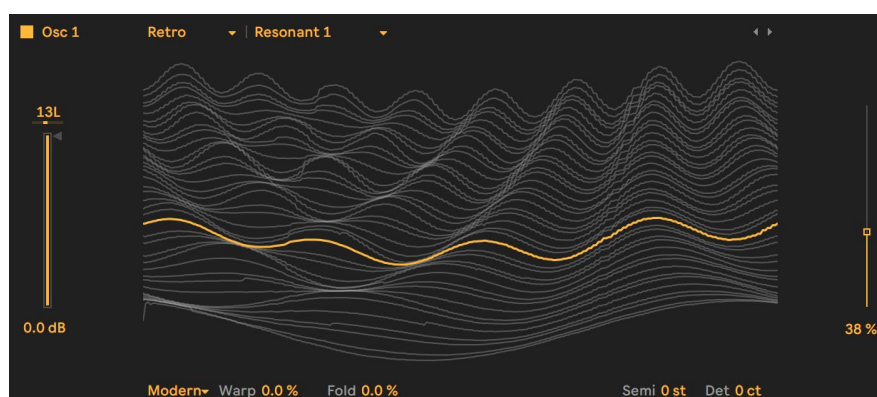 Osc 1 Retro Resonant 1
13L
0.0 dB
38 %
Modern Warp 0.0 % Fold 0.0 % Semi 0 st Det 0 ct